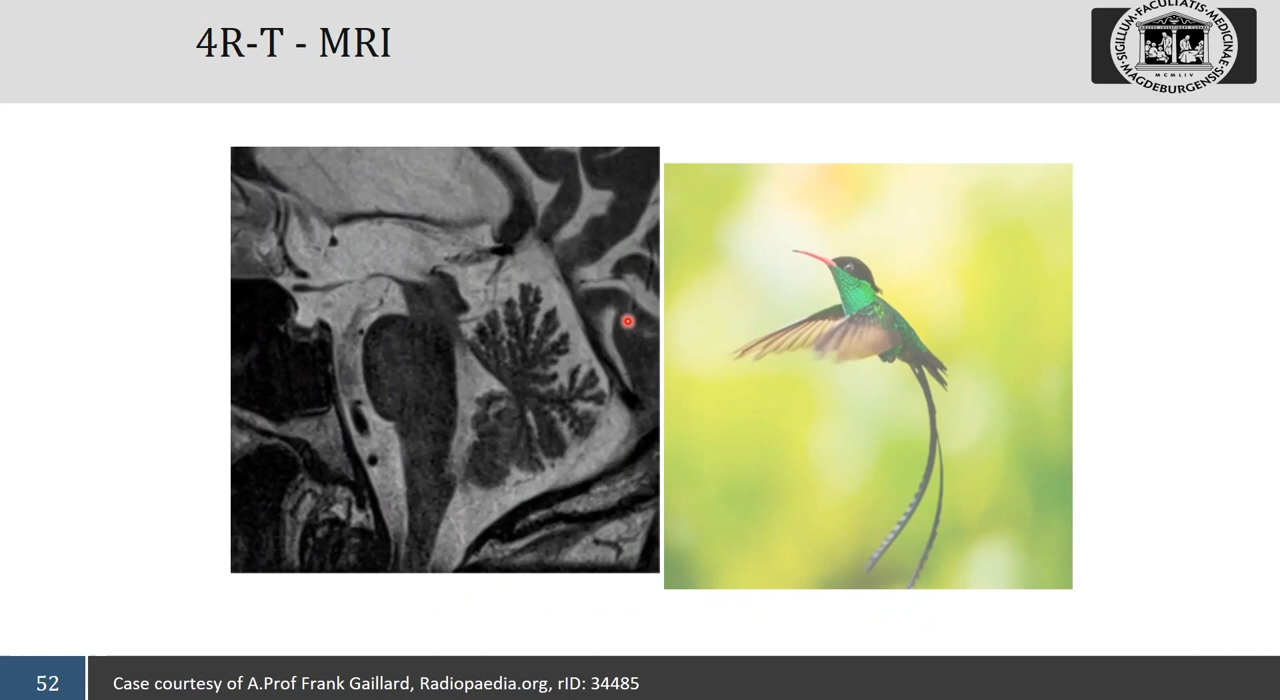 4R-T - MRI
SIGILLUM·FACULTATIS·MEDICINAE·MAGDEBURGENSIS·
MCMLIV
52
Case courtesy of A.Prof Frank Gaillard, Radiopaedia.org, rID: 34485